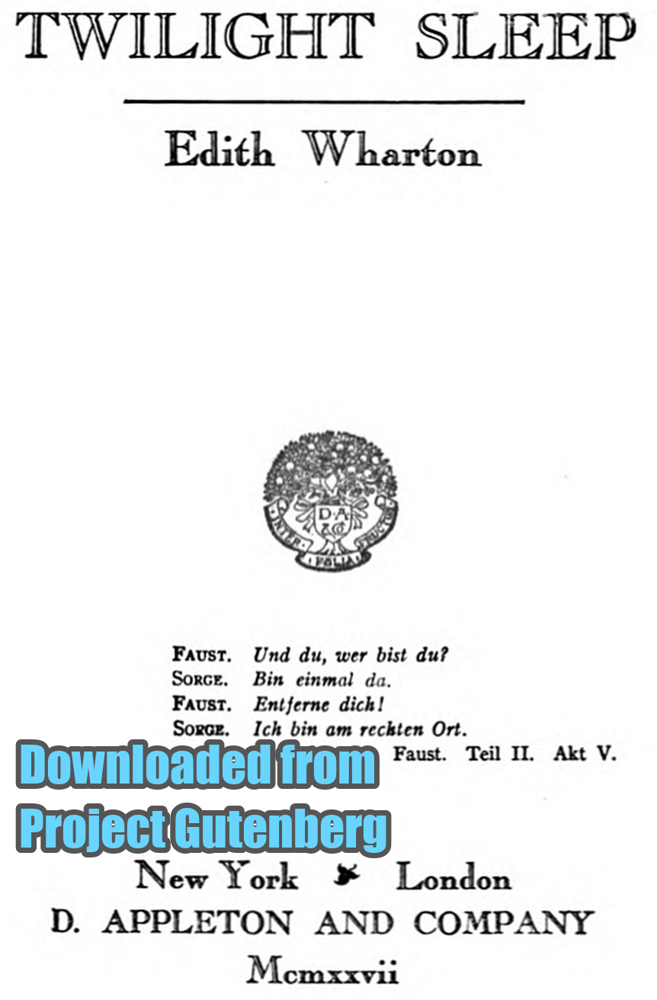 TWILIGHT SLEEP
Edith Wharton
D·A
& Co
·INTER·
·FOLIA·
FRUCTUS
FAUST. Und du, wer bist du?
SORGE. Bin einmal da.
FAUST. Entferne dich!
SORGE. Ich bin am rechten Ort.
Faust. Teil II. Akt V.
Downloaded from
Project Gutenberg
New York London
D. APPLETON AND COMPANY
Mcmxxvii